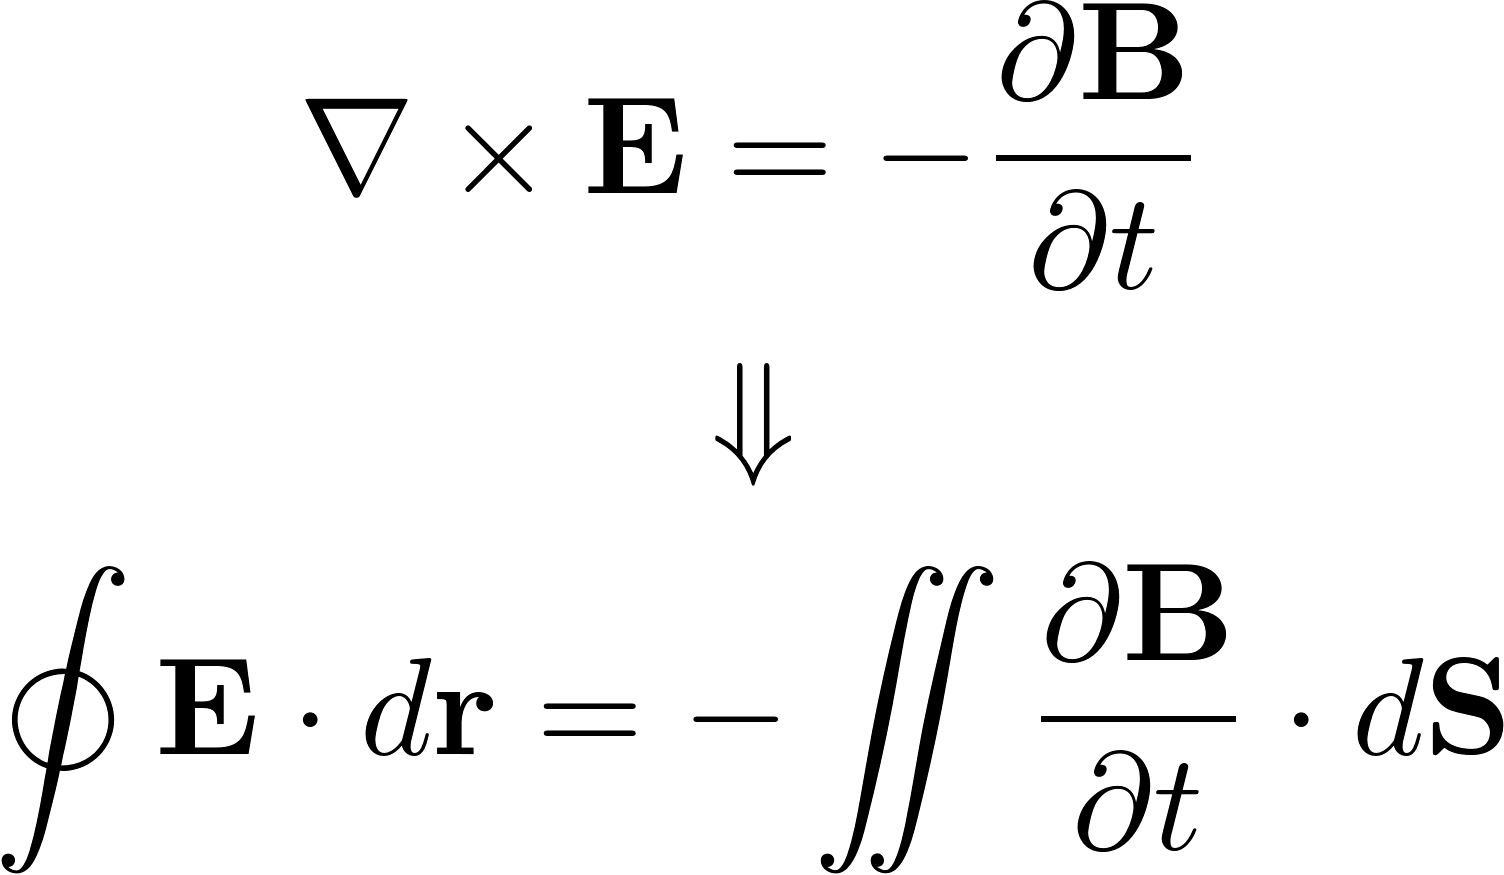 ∇ × 𝐄 = −∂𝐁/∂t
⇓
∮ 𝐄 · d𝐫 = −∬ ∂𝐁/∂t · d𝐒